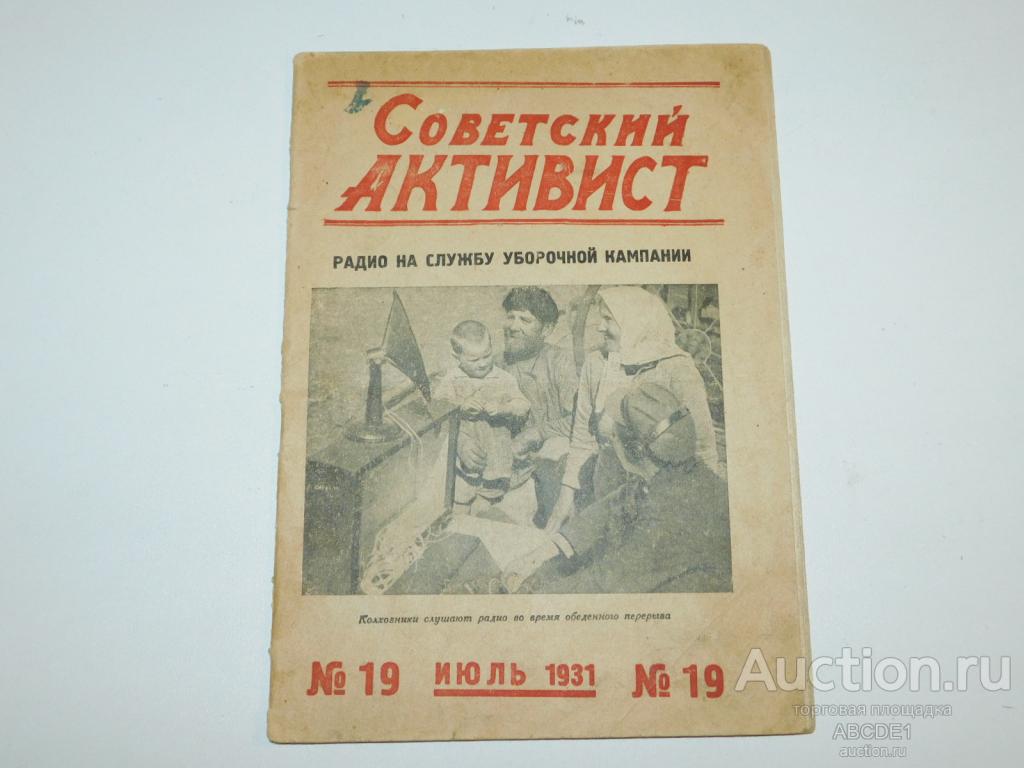 Советский
АКТИВИСТ
РАДИО НА СЛУЖБУ УБОРОЧНОЙ КАМПАНИИ
Колхозники слушают радио во время обеденного перерыва
№ 19 ИЮЛЬ 1931 № 19
Auction.ru
торговая площадка
ABCDE1
auction.ru